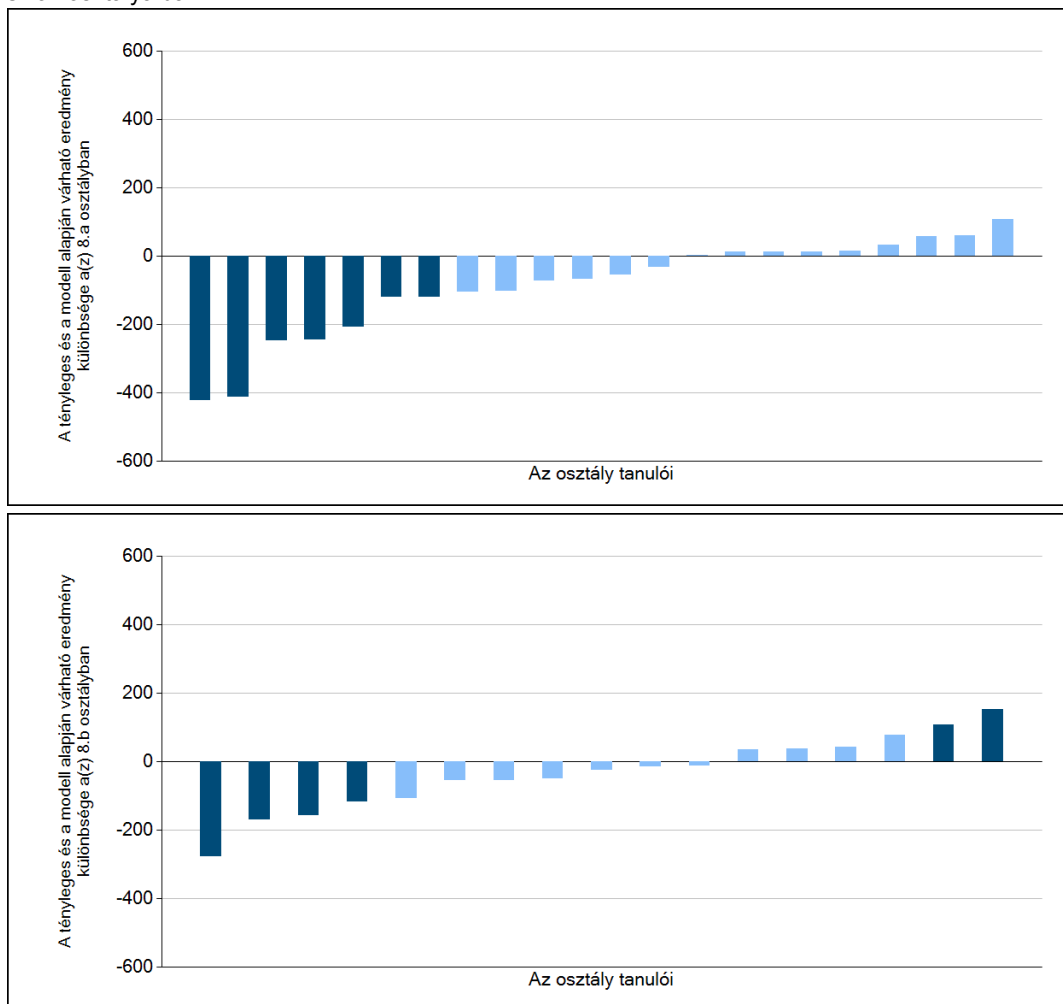 600
400
200
0
-200
-400
-600
A tényleges és a modell alapján várható eredmény
különbsége a(z) 8.a osztályban
Az osztály tanulói
600
400
200
0
-200
-400
-600
A tényleges és a modell alapján várható eredmény
különbsége a(z) 8.b osztályban
Az osztály tanulói